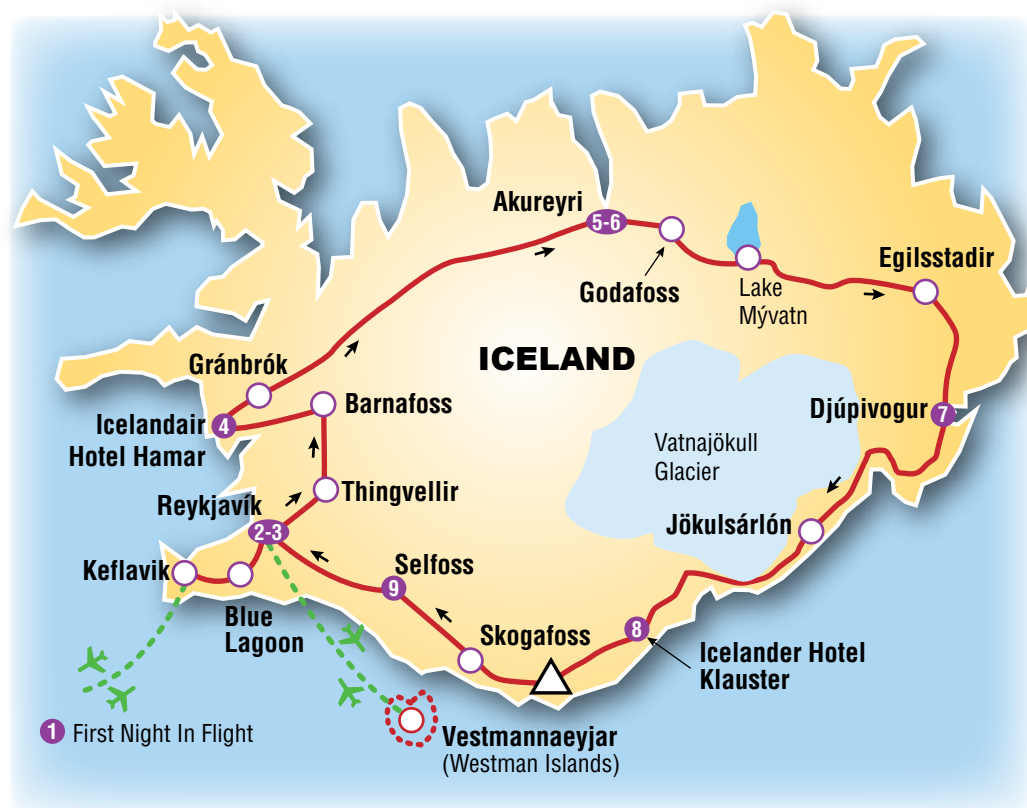 Akureyri
5-6
Godafoss
Lake
Mývatn
Egilsstadir
ICELAND
Gránbrók
Barnafoss
Icelandair
Hotel Hamar
4
Vatnajökull
Glacier
Djúpivogur
7
Thingvellir
Reykjavík
2-3
Jökulsárlón
Keflavik
Selfoss
9
Blue
Lagoon
Skogafoss
8
Icelander Hotel
Klauster
1 First Night In Flight
Vestmannaeyjar
(Westman Islands)